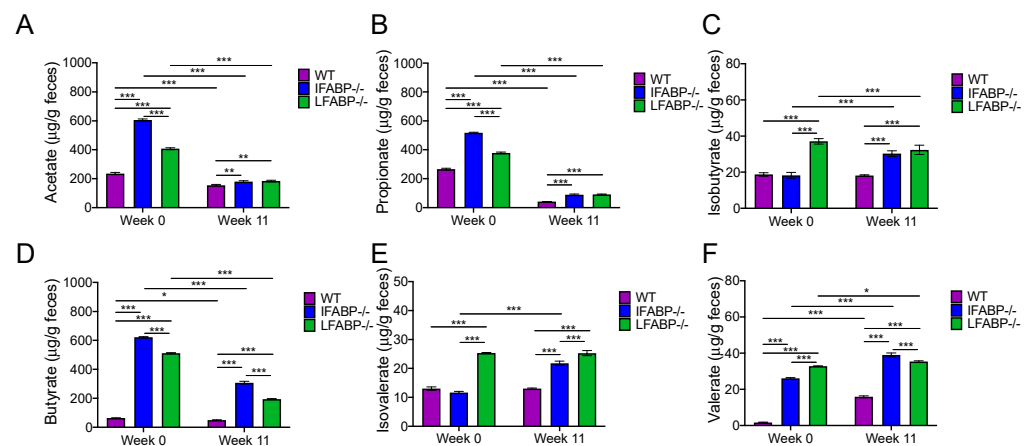 A
Acetate (µg/g feces)
1000
800
600
400
200
0
***
***
***
***
***
***
**
**
Week 0
Week 11
WT
IFABP-/-
LFABP-/-
B
Propionate (µg/g feces)
1000
800
600
400
200
0
***
***
***
***
***
***
***
***
Week 0
Week 11
WT
IFABP-/-
LFABP-/-
C
Isobutyrate (µg/g feces)
80
60
40
20
0
***
***
***
***
***
***
Week 0
Week 11
WT
IFABP-/-
LFABP-/-
D
Butyrate (µg/g feces)
1000
800
600
400
200
0
***
***
*
***
***
***
***
***
***
Week 0
Week 11
WT
IFABP-/-
LFABP-/-
E
Isovalerate (µg/g feces)
50
40
30
20
10
0
***
***
***
***
***
***
Week 0
Week 11
WT
IFABP-/-
LFABP-/-
F
Valerate (µg/g feces)
80
60
40
20
0
*
***
***
***
***
***
***
***
***
Week 0
Week 11
WT
IFABP-/-
LFABP-/-